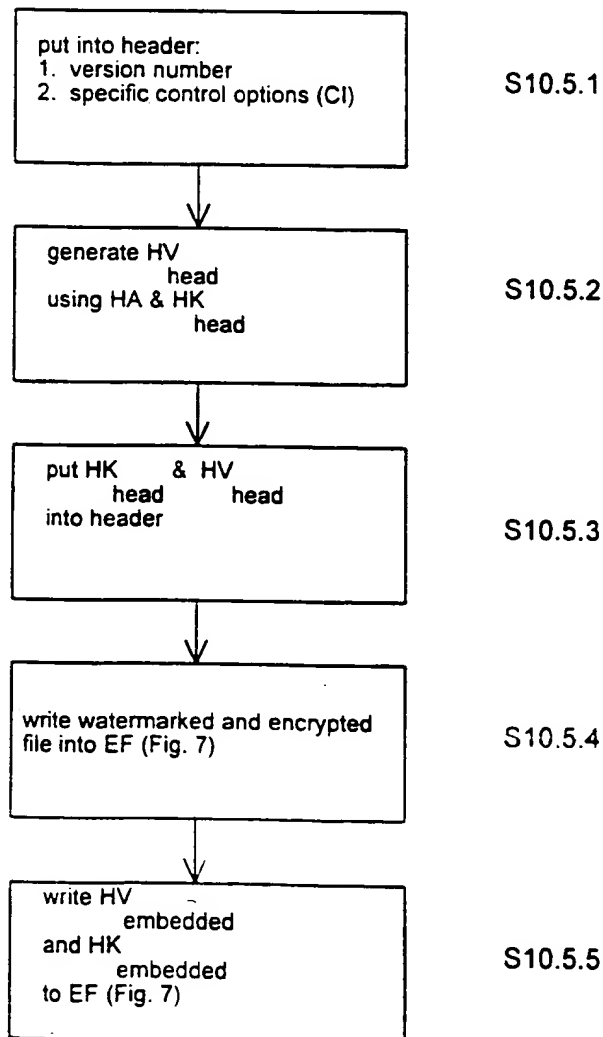 put into header:
1. version number
2. specific control options (CI)
S10.5.1
generate HV
head
using HA & HK
head
S10.5.2
put HK & HV
head head
into header
S10.5.3
write watermarked and encrypted
file into EF (Fig. 7)
S10.5.4
write HV
embedded
and HK
embedded
to EF (Fig. 7)
S10.5.5